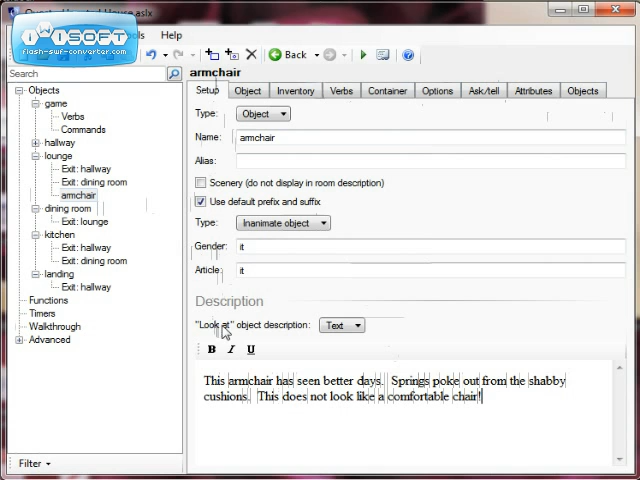 House.aslx
iWiSOFT
flash-swf-converter.com
Help
Back
Search
armchair
Setup Object Inventory Verbs Container Options Ask/tell Attributes Objects
Objects
game
Verbs
Commands
hallway
lounge
Exit: hallway
Exit: dining room
armchair
dining room
Exit: lounge
kitchen
Exit: hallway
Exit: dining room
landing
Exit: hallway
Functions
Timers
Walkthrough
Advanced
Filter
Type: Object
Name: armchair
Alias:
Scenery (do not display in room description)
Use default prefix and suffix
Type: Inanimate object
Gender: it
Article: it
Description
"Look at" object description: Text
B I U
This armchair has seen better days. Springs poke out from the shabby
cushions. This does not look like a comfortable chair!